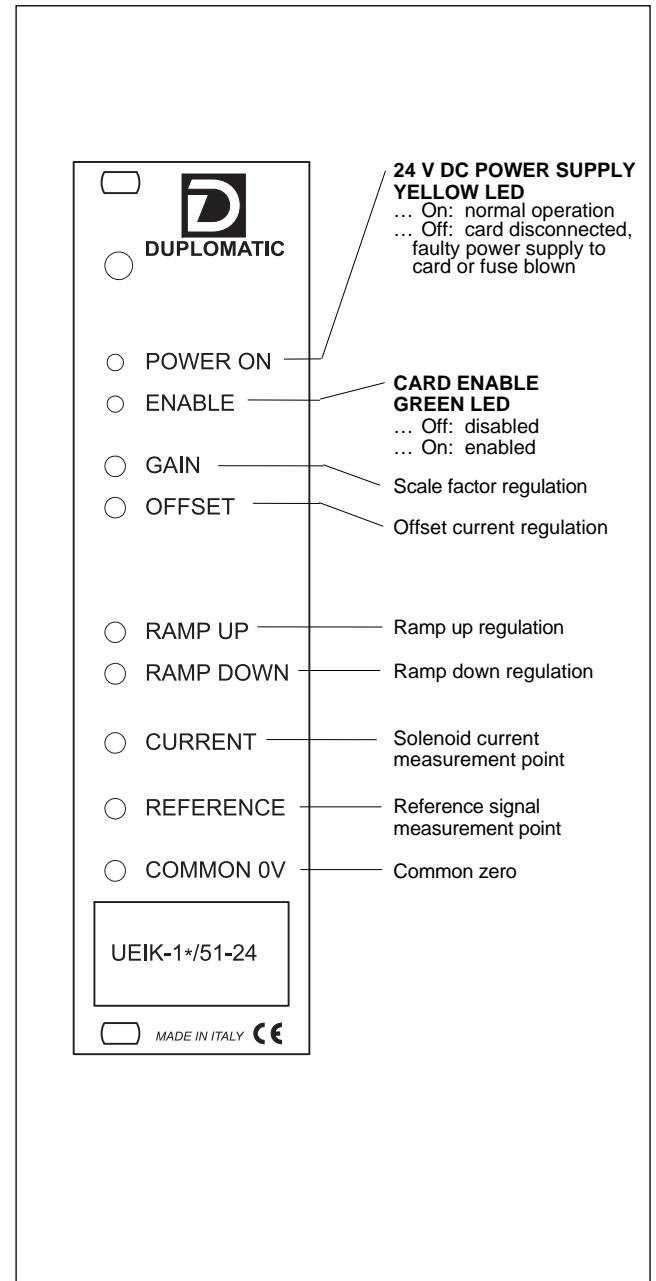 DUPLOMATIC
24 V DC POWER SUPPLY
YELLOW LED
… On: normal operation
… Off: card disconnected,
faulty power supply to
card or fuse blown
POWER ON
ENABLE
CARD ENABLE
GREEN LED
… Off: disabled
… On: enabled
GAIN
Scale factor regulation
OFFSET
Offset current regulation
RAMP UP
Ramp up regulation
RAMP DOWN
Ramp down regulation
CURRENT
Solenoid current
measurement point
REFERENCE
Reference signal
measurement point
COMMON 0V
Common zero
UEIK-1*/51-24
MADE IN ITALY CE